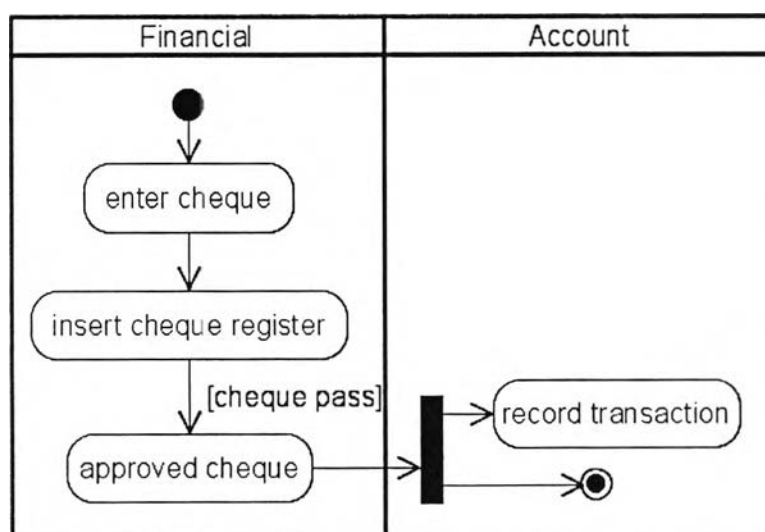 Financial
Account
enter cheque
insert cheque register
[cheque pass]
approved cheque
record transaction